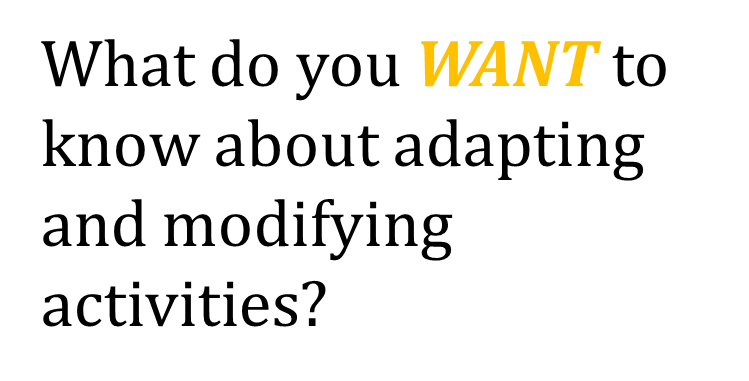 What do you WANT to
know about adapting
and modifying
activities?